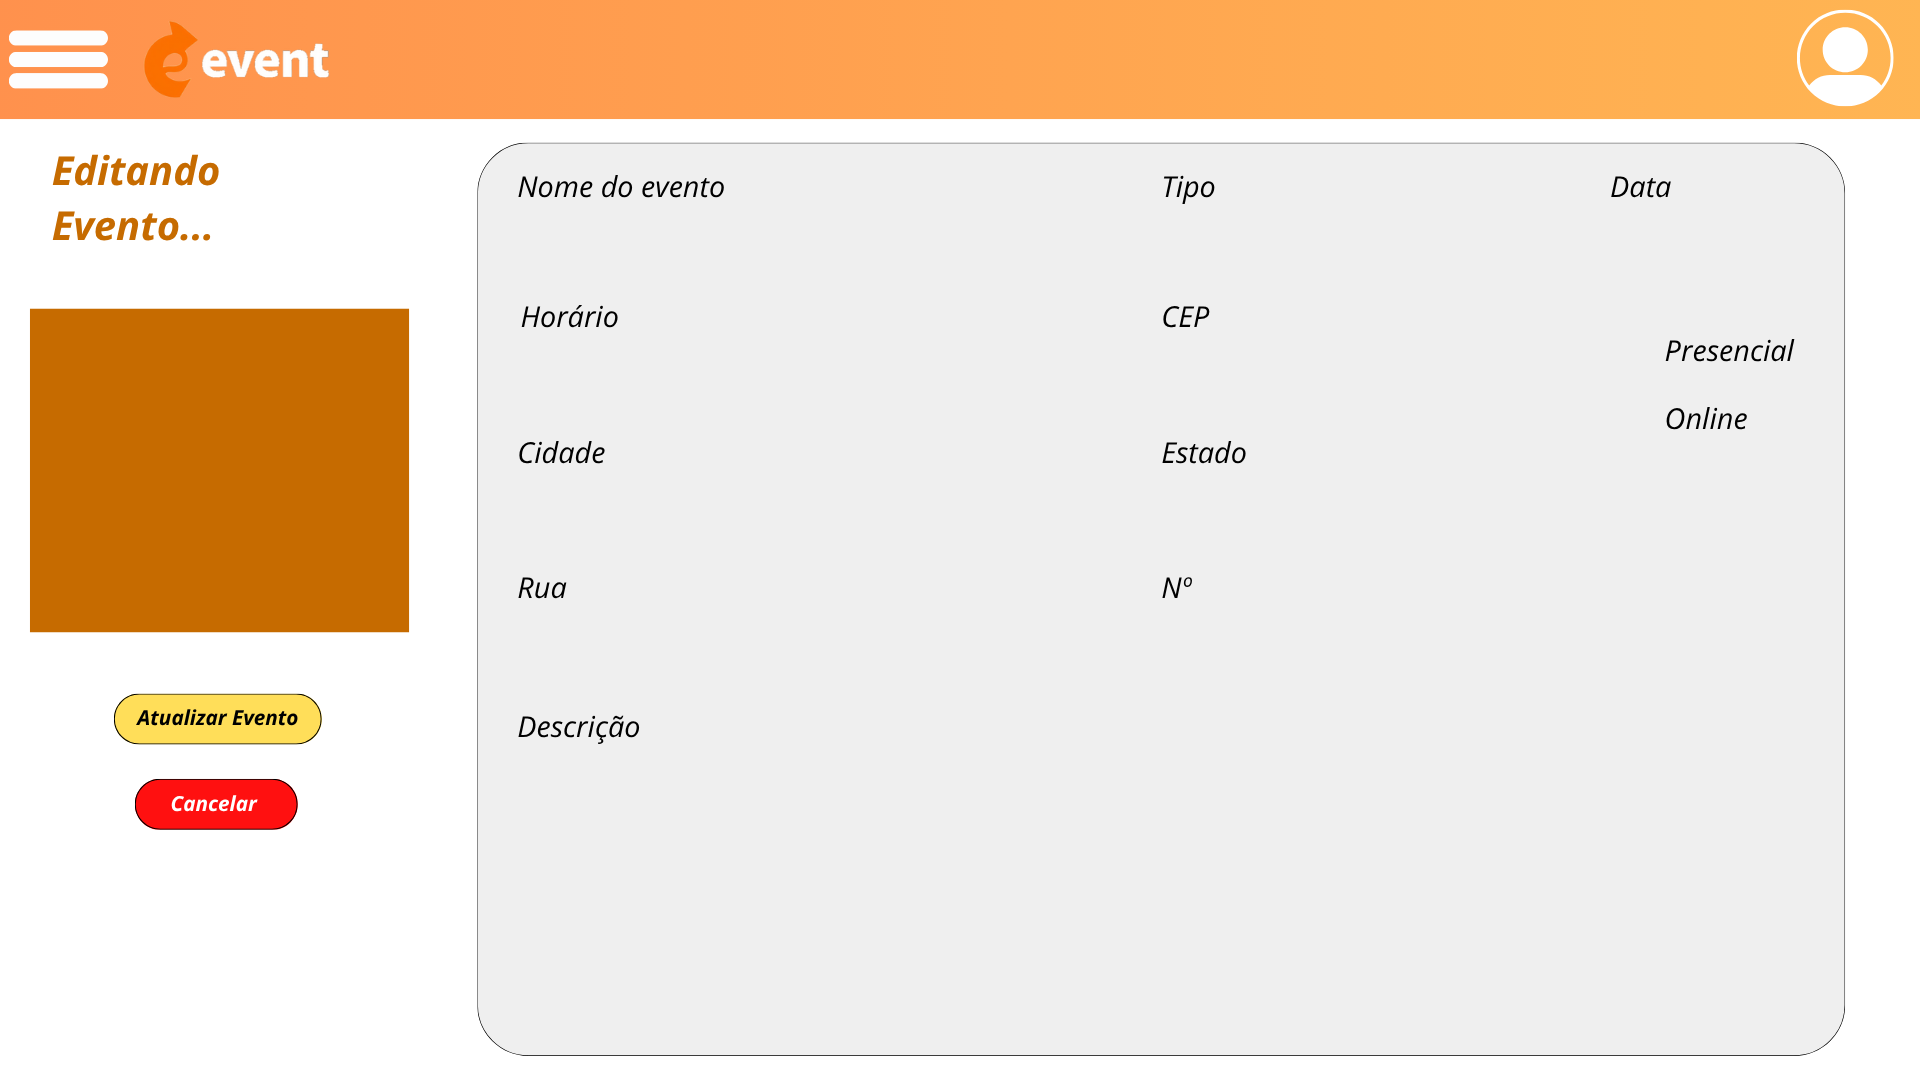 event
Editando
Evento...
Nome do evento
Tipo
Data
Horário
CEP
Presencial
Online
Cidade
Estado
Rua
Nº
Descrição
Atualizar Evento
Cancelar